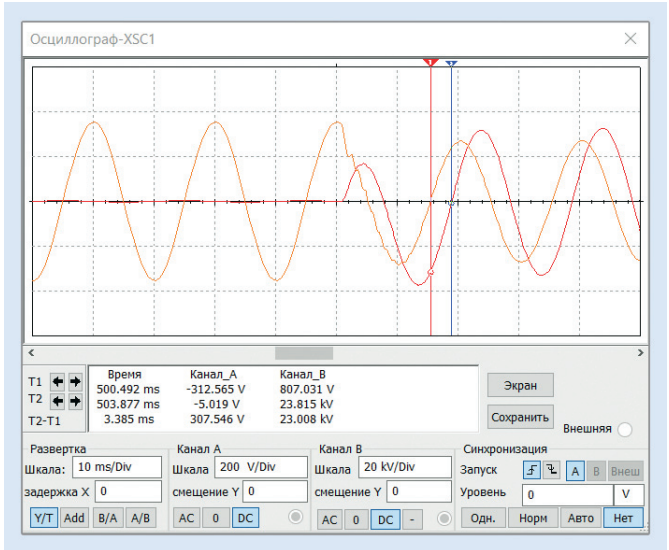 Осциллограф-XSC1
1 2
T1 Время Канал_A Канал_B
500.492 ms -312.565 V 807.031 V
T2 503.877 ms -5.019 V 23.815 kV
T2-T1 3.385 ms 307.546 V 23.008 kV
Экран
Сохранить
Внешняя
Развертка Канал A Канал B Синхронизация
Шкала: 10 ms/Div Шкала 200 V/Div Шкала 20 kV/Div Запуск A B Внеш
задержка X 0 смещение Y 0 смещение Y 0 Уровень 0 V
Y/T Add B/A A/B AC 0 DC AC 0 DC - Одн. Норм Авто Нет